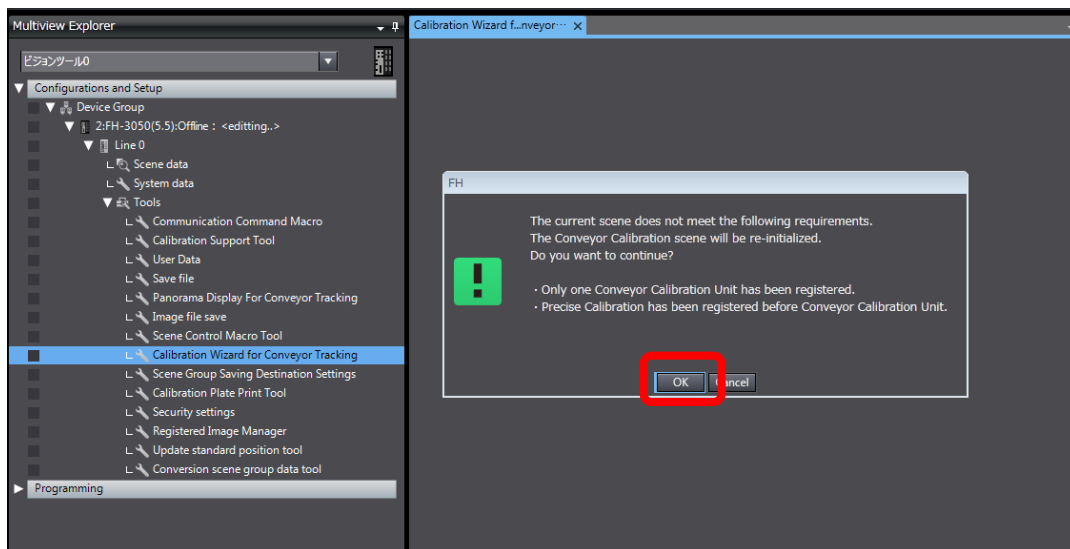 Multiview Explorer
Calibration Wizard f...nveyor···
ビジョンツール0
Configurations and Setup
Device Group
2:FH-3050(5.5):Offline : <editting..>
Line 0
Scene data
System data
Tools
Communication Command Macro
Calibration Support Tool
User Data
Save file
Panorama Display For Conveyor Tracking
Image file save
Scene Control Macro Tool
Calibration Wizard for Conveyor Tracking
Scene Group Saving Destination Settings
Calibration Plate Print Tool
Security settings
Registered Image Manager
Update standard position tool
Conversion scene group data tool
Programming
FH
The current scene does not meet the following requirements.
The Conveyor Calibration scene will be re-initialized.
Do you want to continue?
・Only one Conveyor Calibration Unit has been registered.
・Precise Calibration has been registered before Conveyor Calibration Unit.
OK
Cancel